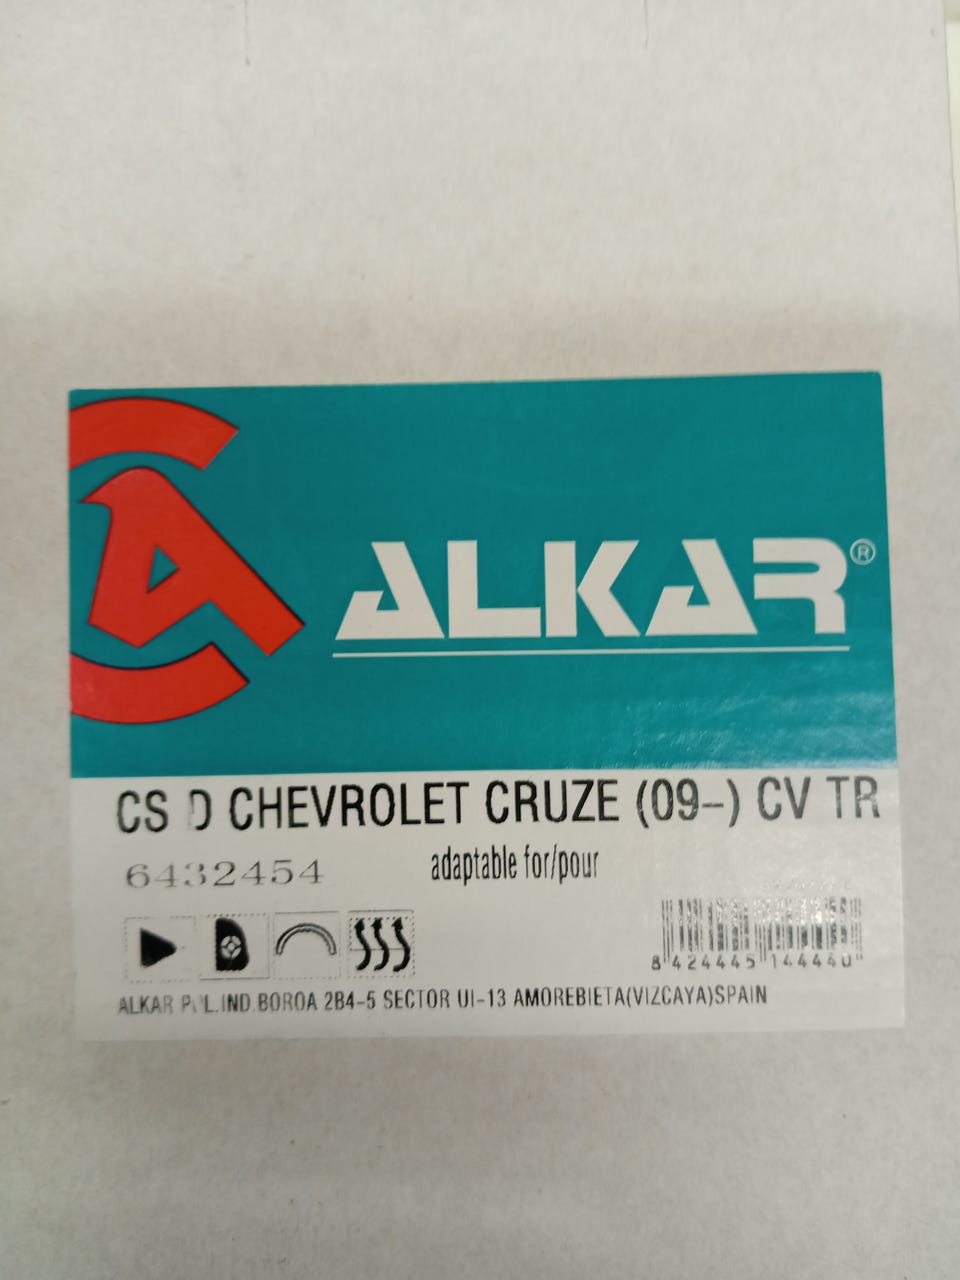 ALKAR®
CS D CHEVROLET CRUZE (09-) CV TR
6432454
adaptable for/pour
8 424445 144440
ALKAR POL.IND.BOROA 2B4-5 SECTOR UI-13 AMOREBIETA(VIZCAYA)SPAIN